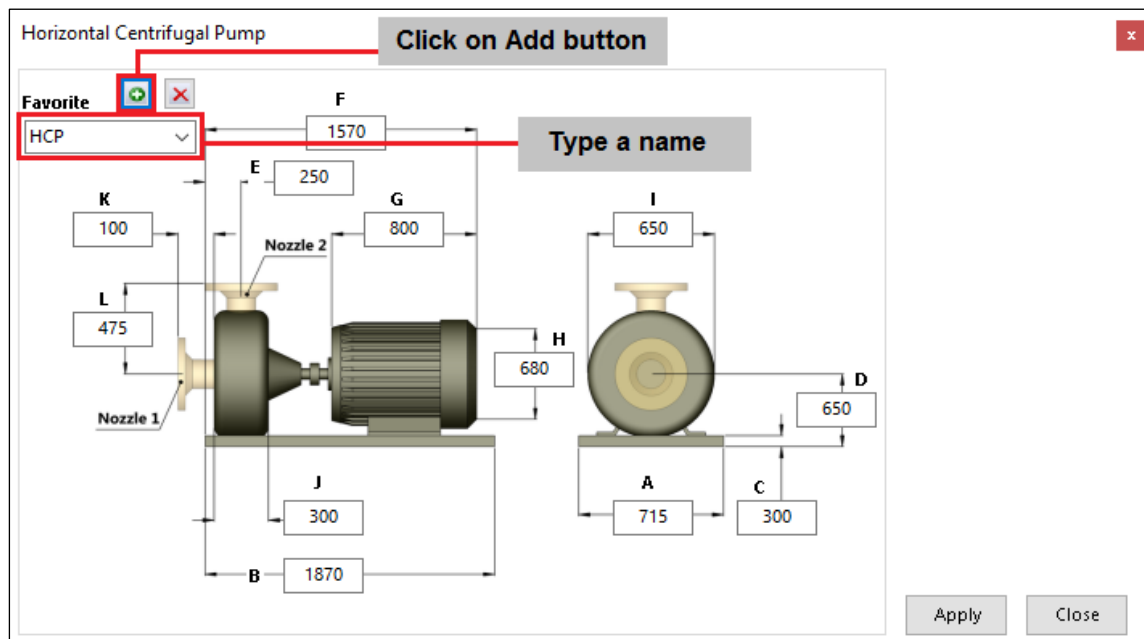 Horizontal Centrifugal Pump
Click on Add button
x
Favorite
HCP
Type a name
F
1570
E
250
K
100
G
800
I
650
Nozzle 2
L
475
H
680
D
650
Nozzle 1
J
300
A
715
C
300
B
1870
Apply
Close